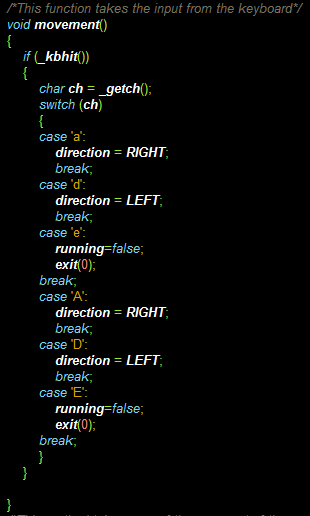 /*This function takes the input from the keyboard*/
void movement()
{
if (_kbhit())
{
char ch = _getch();
switch (ch)
{
case 'a':
direction = RIGHT;
break;
case 'd':
direction = LEFT;
break;
case 'e':
running=false;
exit(0);
break;
case 'A':
direction = RIGHT;
break;
case 'D':
direction = LEFT;
break;
case 'E':
running=false;
exit(0);
break;
}
}
}